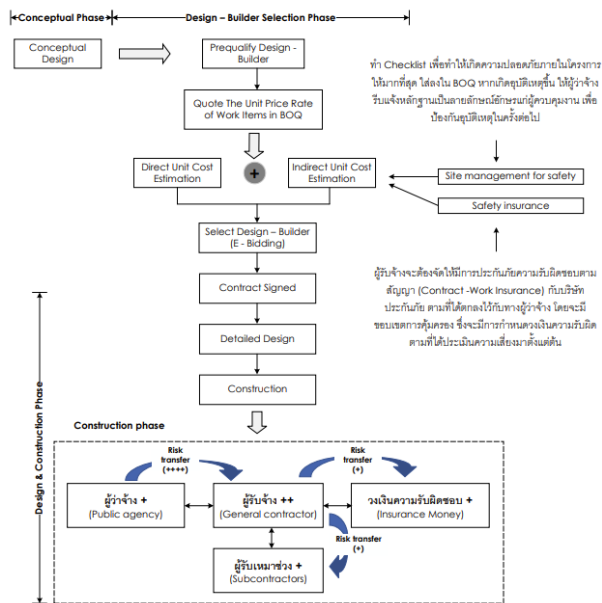 Conceptual Phase
Design – Builder Selection Phase
Conceptual
Design
Prequalify Design -
Builder
Quote The Unit Price Rate
of Work Items in BOQ
ทำ Checklist เพื่อทำให้เกิดความปลอดภัยภายในโครงการ
ให้มากที่สุด ใส่ลงใน BOQ หากเกิดอุบัติเหตุขึ้น ให้ผู้ว่าจ้าง
รีบแจ้งหลักฐานเป็นลายลักษณ์อักษรแก่ผู้ควบคุมงาน เพื่อ
ป้องกันอุบัติเหตุในครั้งต่อไป
Direct Unit Cost
Estimation
+
Indirect Unit Cost
Estimation
Site management for safety
Safety insurance
Select Design – Builder
(E - Bidding)
Contract Signed
ผู้รับจ้างจะต้องจัดให้มีการประกันภัยความรับผิดชอบตาม
สัญญา (Contract -Work Insurance) กับบริษัท
ประกันภัย ตามที่ได้ตกลงไว้กับทางผู้ว่าจ้าง โดยจะมี
ขอบเขตการคุ้มครอง ซึ่งจะมีการกำหนดวงเงินความรับผิด
ตามที่ได้ประเมินความเสี่ยงมาตั้งแต่ต้น
Detailed Design
Construction
Design & Construction Phase
Construction phase
Risk
transfer
(++++)
Risk
transfer
(+)
ผู้ว่าจ้าง +
(Public agency)
ผู้รับจ้าง ++
(General contractor)
วงเงินความรับผิดชอบ +
(Insurance Money)
Risk transfer
(+)
ผู้รับเหมาช่วง +
(Subcontractors)